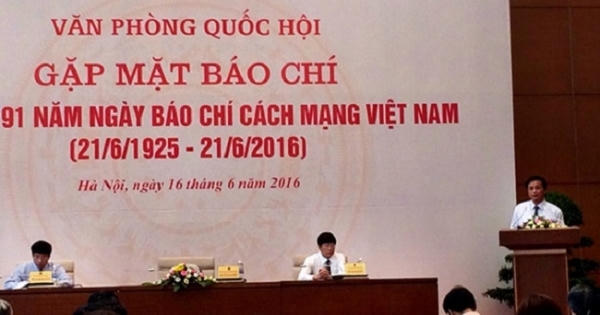 VĂN PHÒNG QUỐC HỘI
GẶP MẶT BÁO CHÍ
91 NĂM NGÀY BÁO CHÍ CÁCH MẠNG VIỆT NAM
(21/6/1925 - 21/6/2016)
Hà Nội, ngày 16 tháng 6 năm 2016